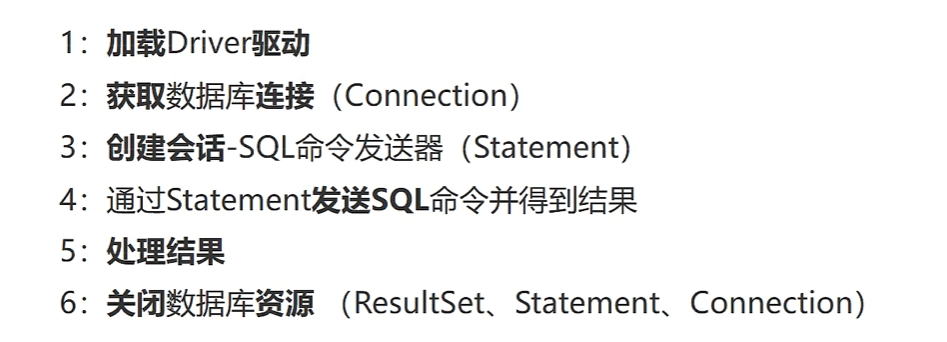 1：加载Driver驱动
2：获取数据库连接（Connection）
3：创建会话-SQL命令发送器（Statement）
4：通过Statement发送SQL命令并得到结果
5：处理结果
6：关闭数据库资源 （ResultSet、Statement、Connection）